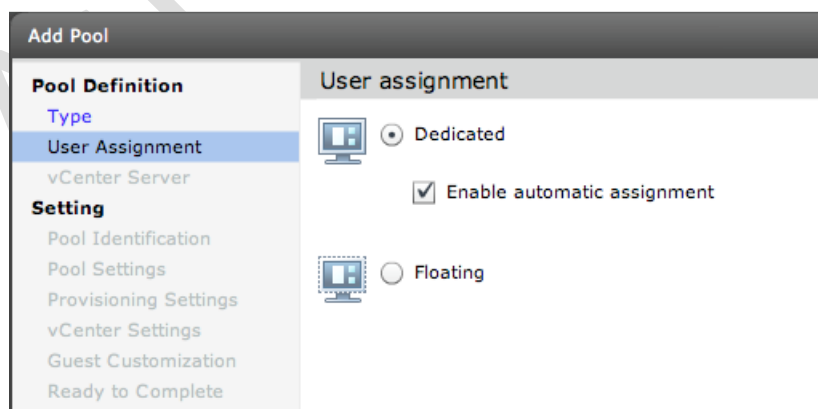 Add Pool
Pool Definition
Type
User Assignment
vCenter Server
Setting
Pool Identification
Pool Settings
Provisioning Settings
vCenter Settings
Guest Customization
Ready to Complete
User assignment
Dedicated
Enable automatic assignment
Floating